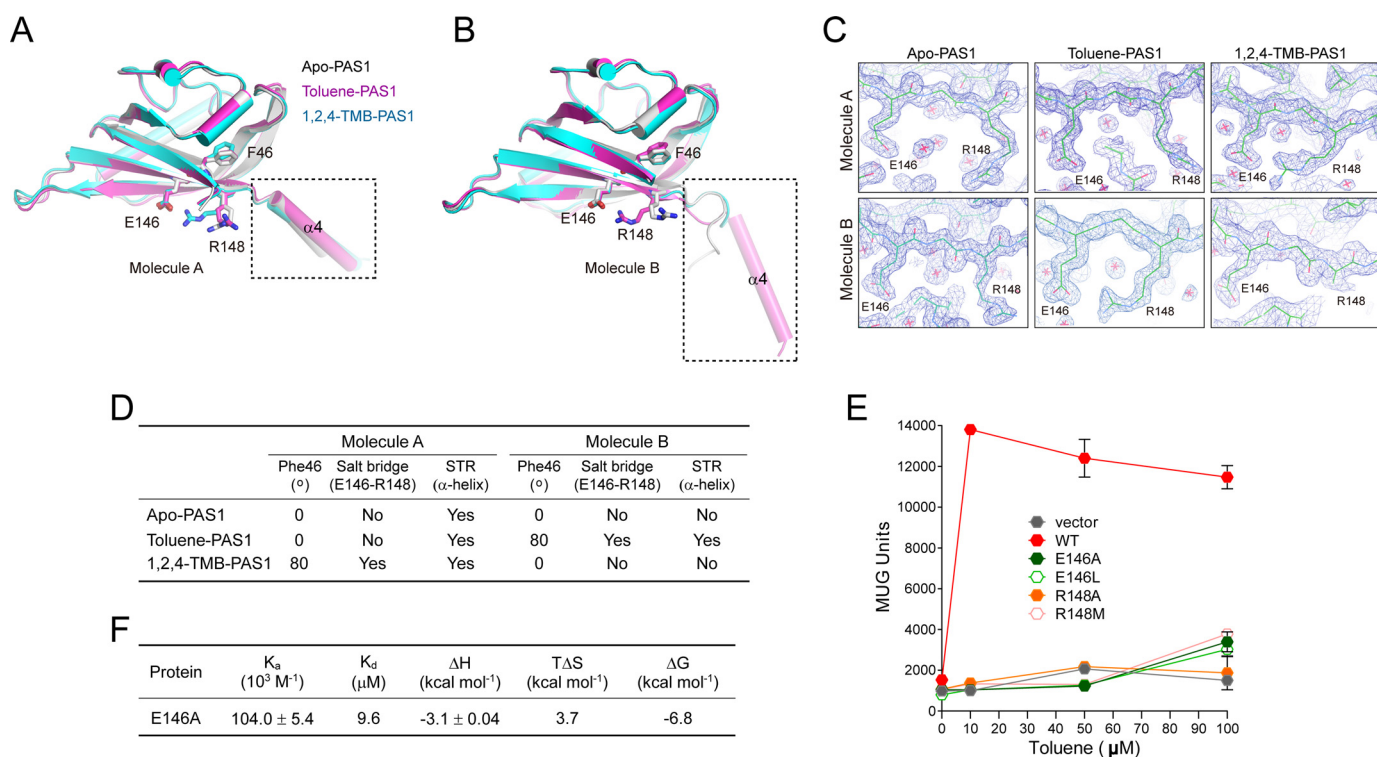 A
Apo-PAS1
Toluene-PAS1
1,2,4-TMB-PAS1
F46
E146
R148
α4
Molecule A
B
F46
E146
R148
α4
Molecule B
C
Apo-PAS1 Toluene-PAS1 1,2,4-TMB-PAS1
Molecule A
E146 R148
E146 R148
E146 R148
Molecule B
E146 R148
E146 R148
E146 R148
D
Molecule A Molecule B
Phe46 Salt bridge STR Phe46 Salt bridge STR
(o) (E146-R148) (α-helix) (o) (E146-R148) (α-helix)
Apo-PAS1 0 No Yes 0 No No
Toluene-PAS1 0 No Yes 80 Yes Yes
1,2,4-TMB-PAS1 80 Yes Yes 0 No No
E
MUG Units
14000
12000
10000
8000
6000
4000
2000
0
vector
WT
E146A
E146L
R148A
R148M
0 10 20 30 40 50 60 70 80 90 100
Toluene ( µM)
F
Protein Ka Kd ΔH TΔS ΔG
(10³ M-1) (µM) (kcal mol-1) (kcal mol-1) (kcal mol-1)
E146A 104.0 ± 5.4 9.6 -3.1 ± 0.04 3.7 -6.8